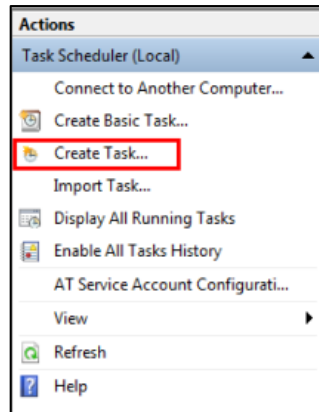 Actions
Task Scheduler (Local)
Connect to Another Computer...
Create Basic Task...
Create Task...
Import Task...
Display All Running Tasks
Enable All Tasks History
AT Service Account Configurati...
View
Refresh
Help